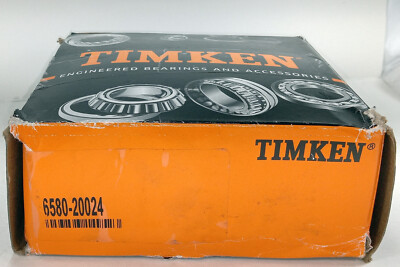 TIMKEN
ENGINEERED BEARINGS AND ACCESSORIES
TIMKEN®
6580-20024